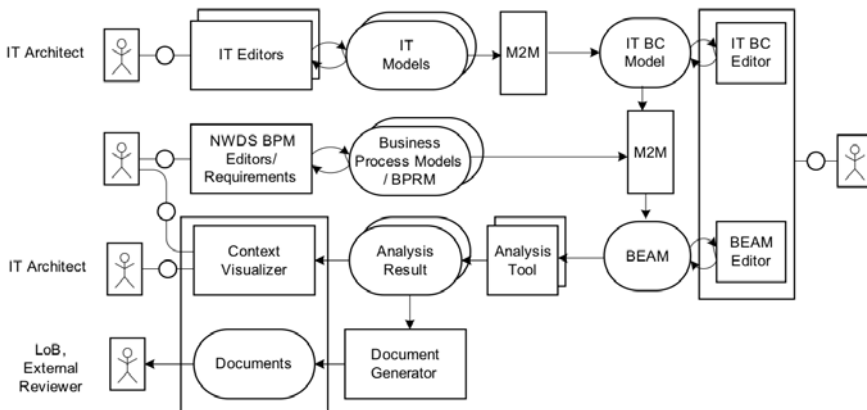 IT Architect
IT Editors
IT
Models
M2M
IT BC
Model
IT BC
Editor
NWDS BPM
Editors/
Requirements
Business
Process Models
/ BPRM
M2M
IT Architect
Context
Visualizer
Analysis
Result
Analysis
Tool
BEAM
BEAM
Editor
LoB,
External
Reviewer
Documents
Document
Generator